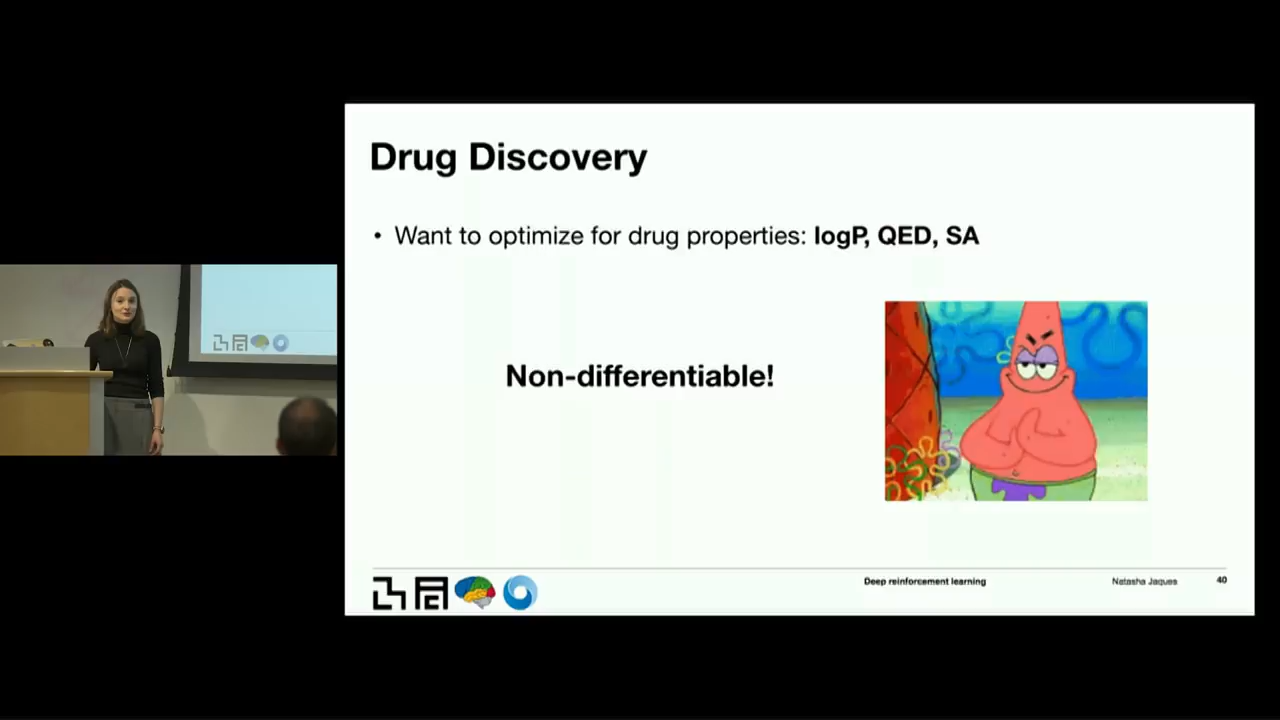 Drug Discovery
• Want to optimize for drug properties: logP, QED, SA
Non-differentiable!
Deep reinforcement learning
Natasha Jaques
40